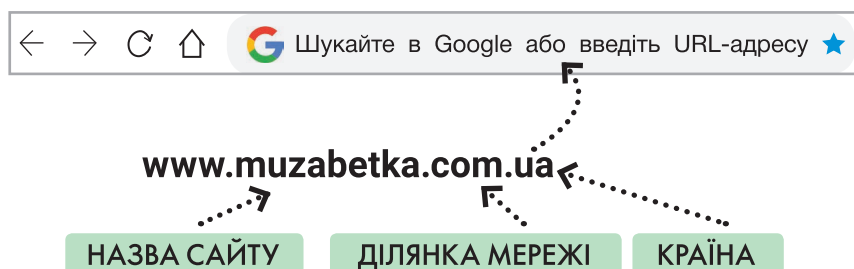 Шукайте в Google або введіть URL-адресу
www.muzabetka.com.ua
НАЗВА САЙТУ ДІЛЯНКА МЕРЕЖІ КРАЇНА